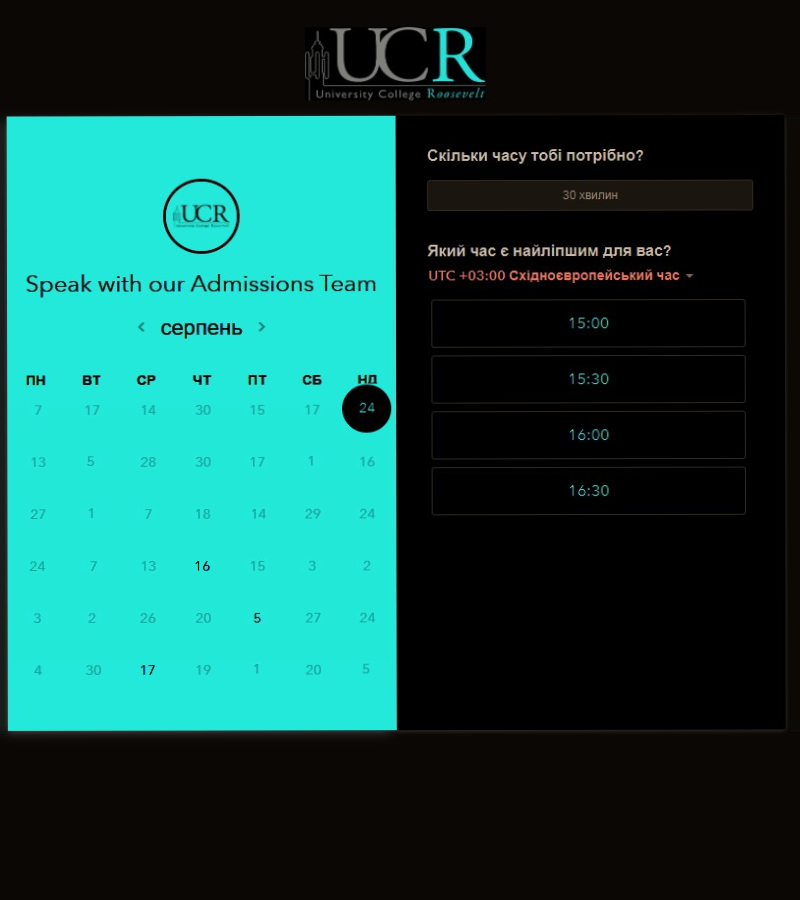 UCR
University College Roosevelt
UCR
University College Roosevelt
Speak with our Admissions Team
серпень
ПН ВТ СР ЧТ ПТ СБ НД
7 17 14 30 15 17 24
13 5 28 30 17 1 16
27 1 7 18 14 29 24
24 7 13 16 15 3 2
3 2 26 20 5 27 24
4 30 17 19 1 20 5
Скільки часу тобі потрібно?
30 хвилин
Який час є найліпшим для вас?
UTC +03:00 Східноєвропейський час
15:00
15:30
16:00
16:30